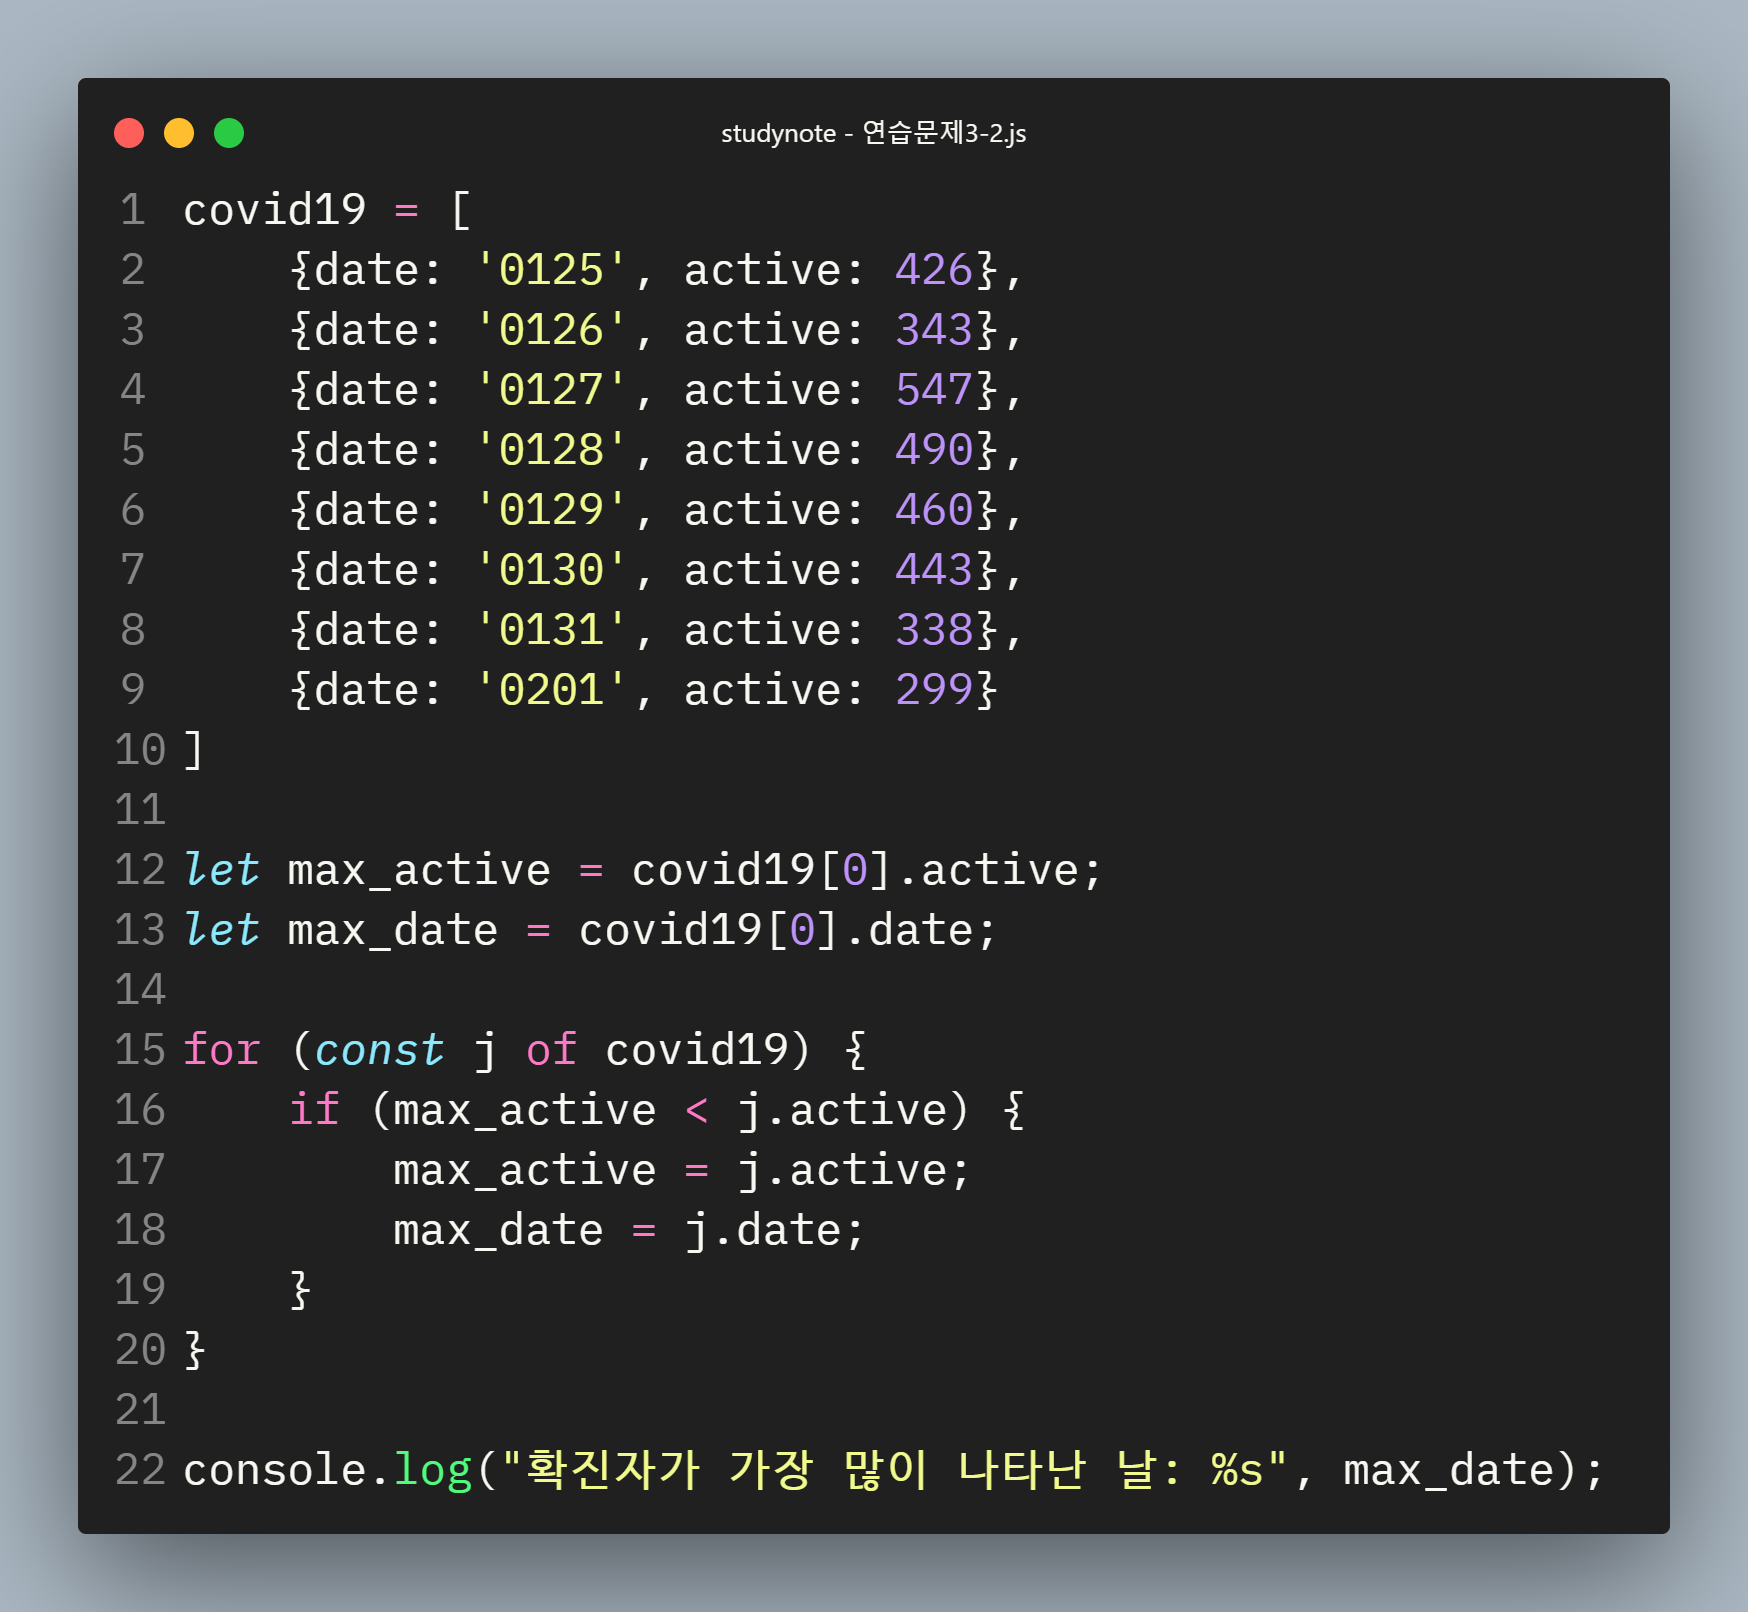 studynote - 연습문제3-2.js
1 covid19 = [
2     {date: '0125', active: 426},
3     {date: '0126', active: 343},
4     {date: '0127', active: 547},
5     {date: '0128', active: 490},
6     {date: '0129', active: 460},
7     {date: '0130', active: 443},
8     {date: '0131', active: 338},
9     {date: '0201', active: 299}
10 ]
11
12 let max_active = covid19[0].active;
13 let max_date = covid19[0].date;
14
15 for (const j of covid19) {
16     if (max_active < j.active) {
17         max_active = j.active;
18         max_date = j.date;
19     }
20 }
21
22 console.log("확진자가 가장 많이 나타난 날: %s", max_date);